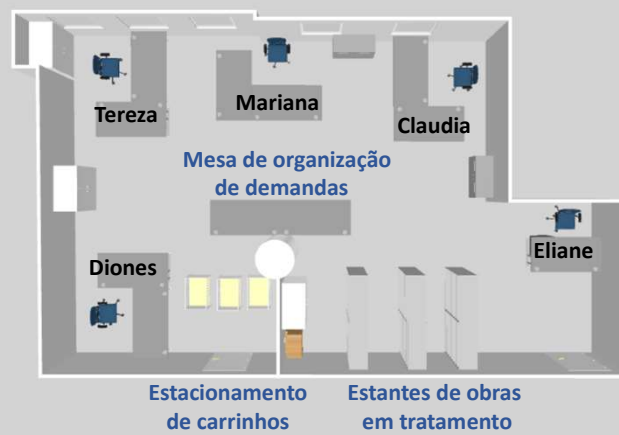 Tereza
Mariana
Claudia
Mesa de organização
de demandas
Eliane
Diones
Estacionamento
de carrinhos
Estantes de obras
em tratamento